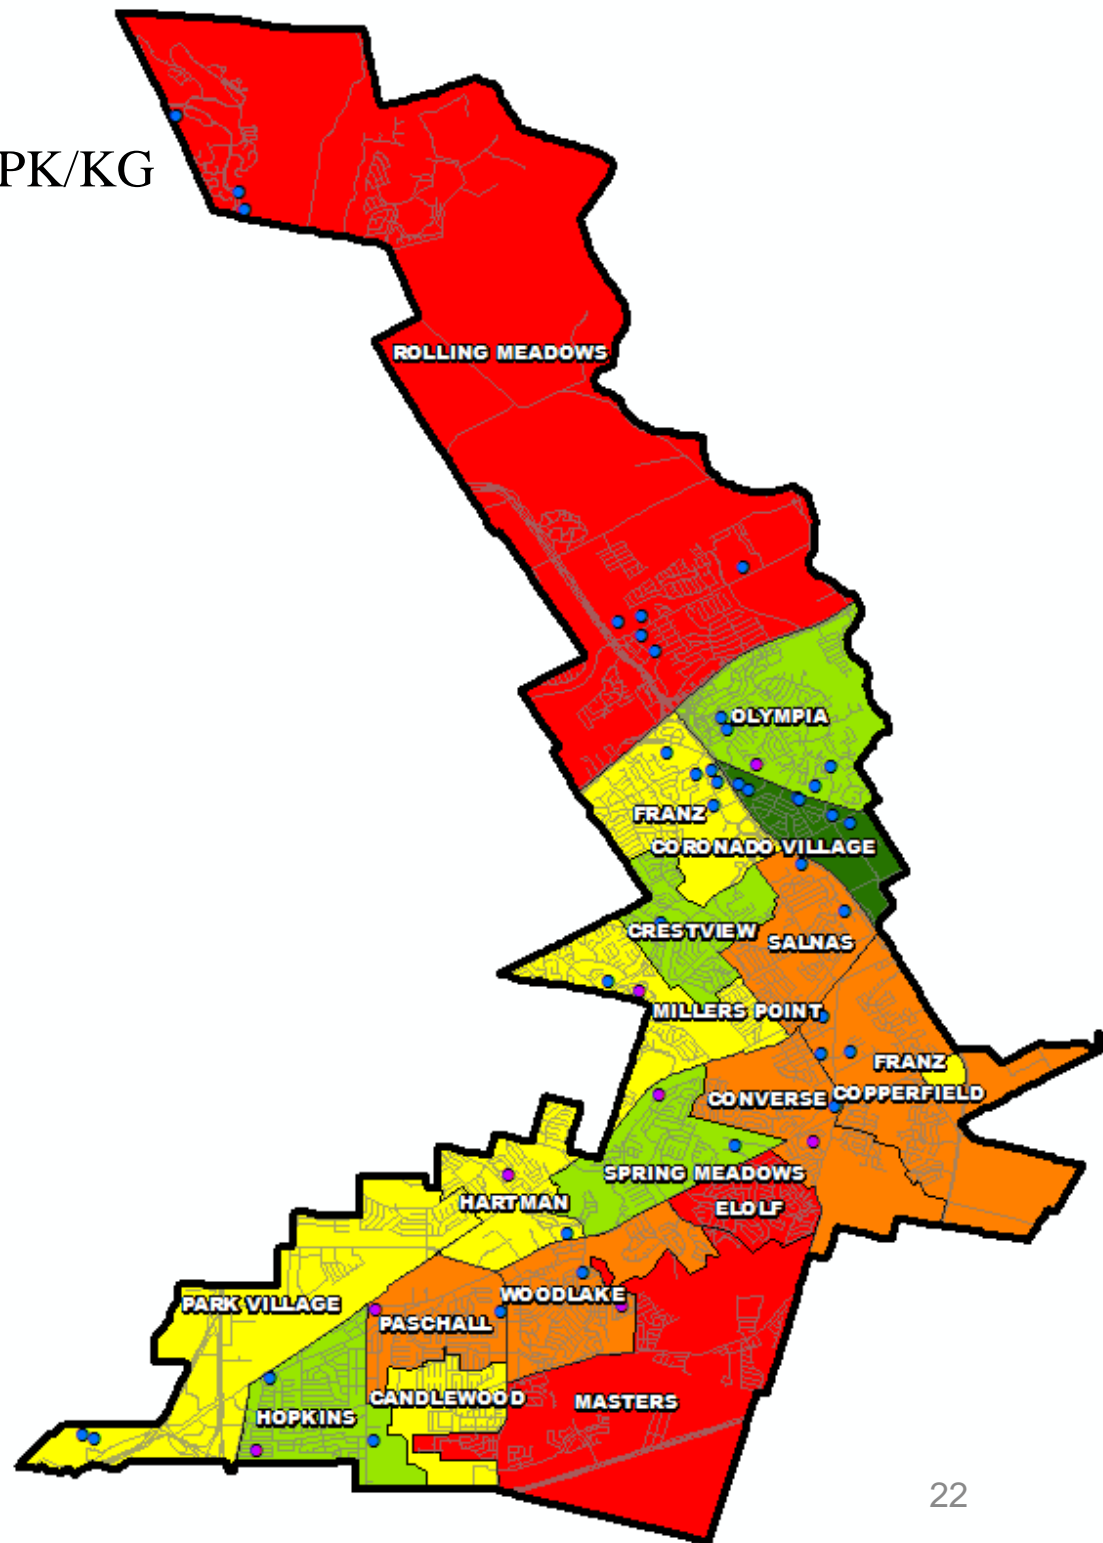 PK/KG
ROLLING MEADOWS
OLYMPIA
FRANZ
CORONADO VILLAGE
CRESTVIEW
SALNAS
MILLERS POINT
FRANZ
CONVERSE
COPPERFIELD
SPRING MEADOWS
HARTMAN
ELOLF
WOODLAKE
PARK VILLAGE
PASCHALL
CANDLEWOOD
MASTERS
HOPKINS
22